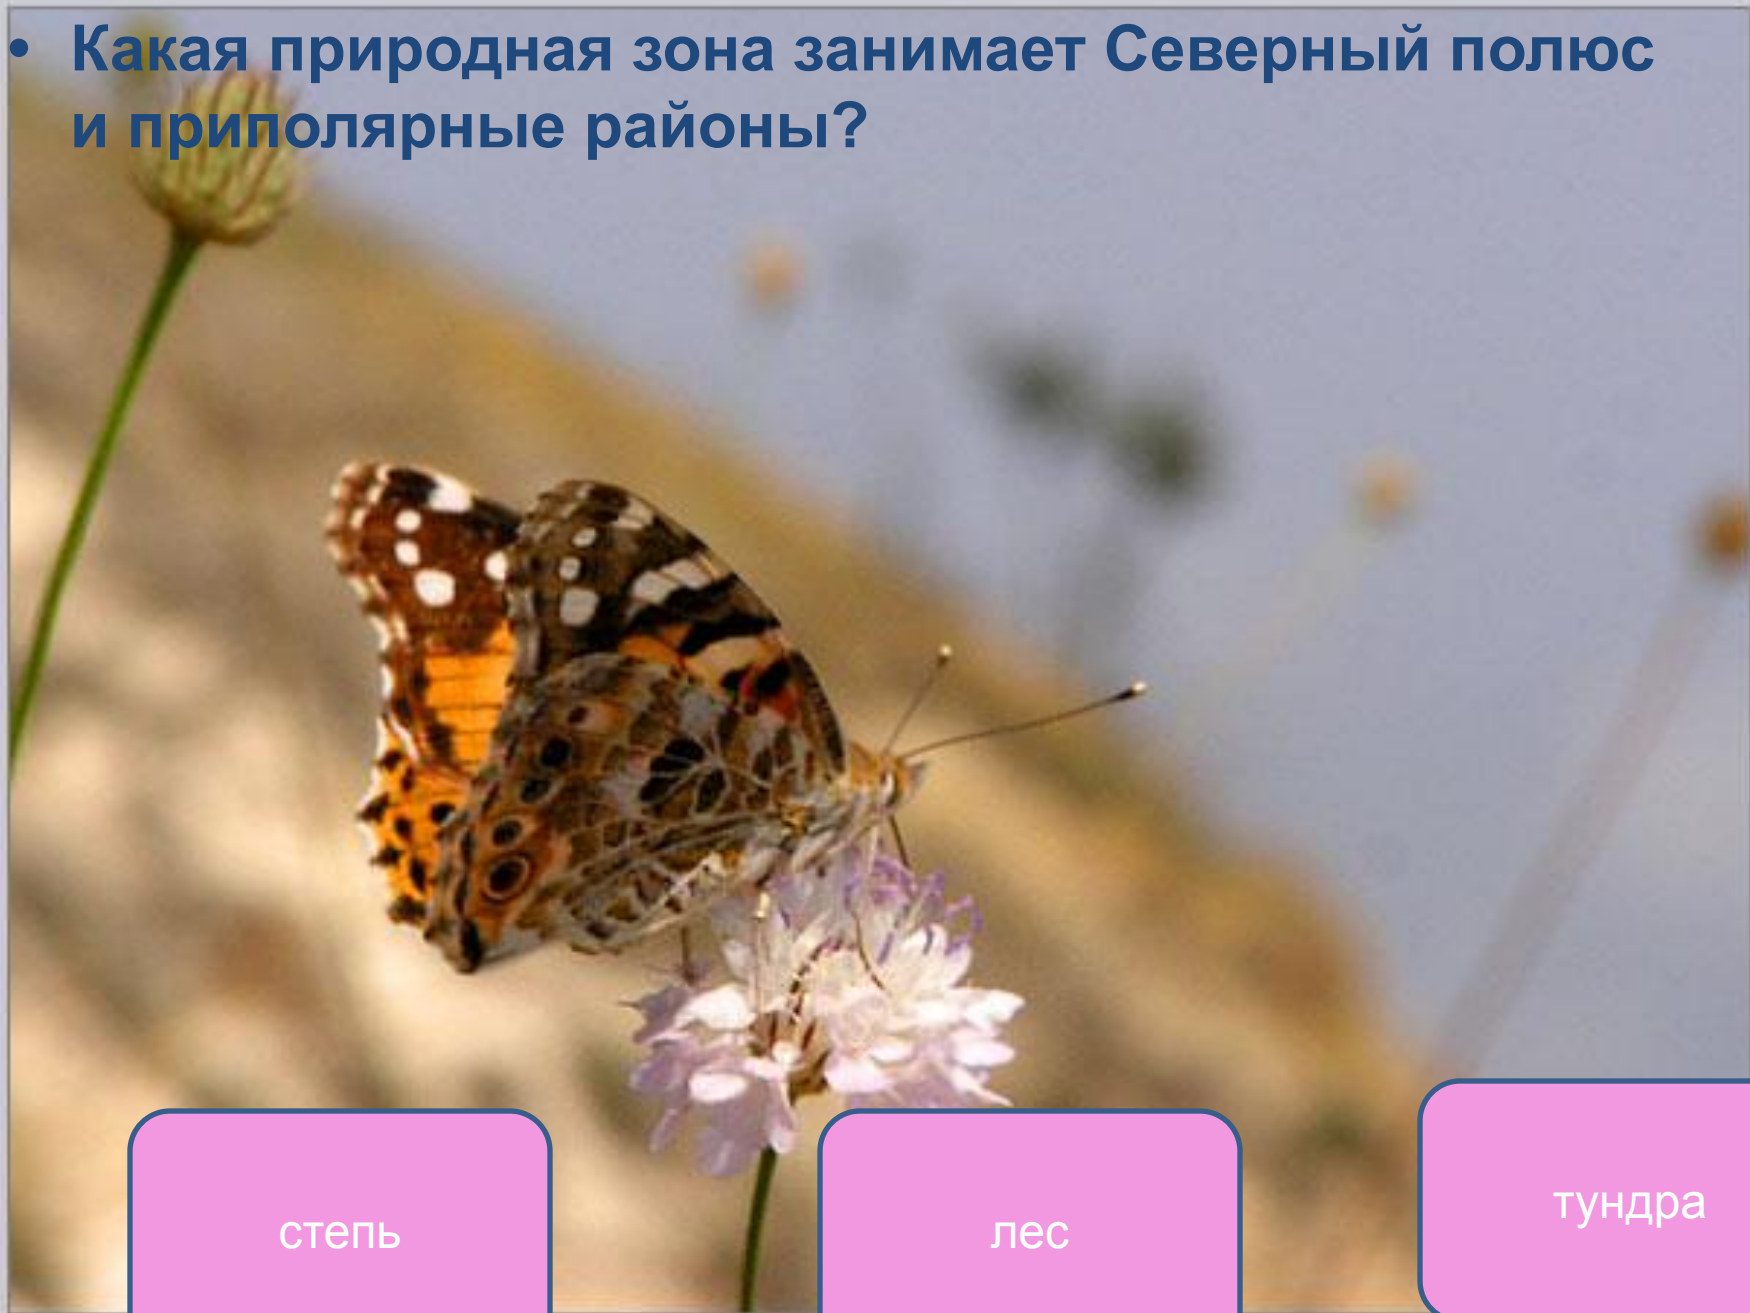 • Какая природная зона занимает Северный полюс
и приполярные районы?
степь
лес
тундра